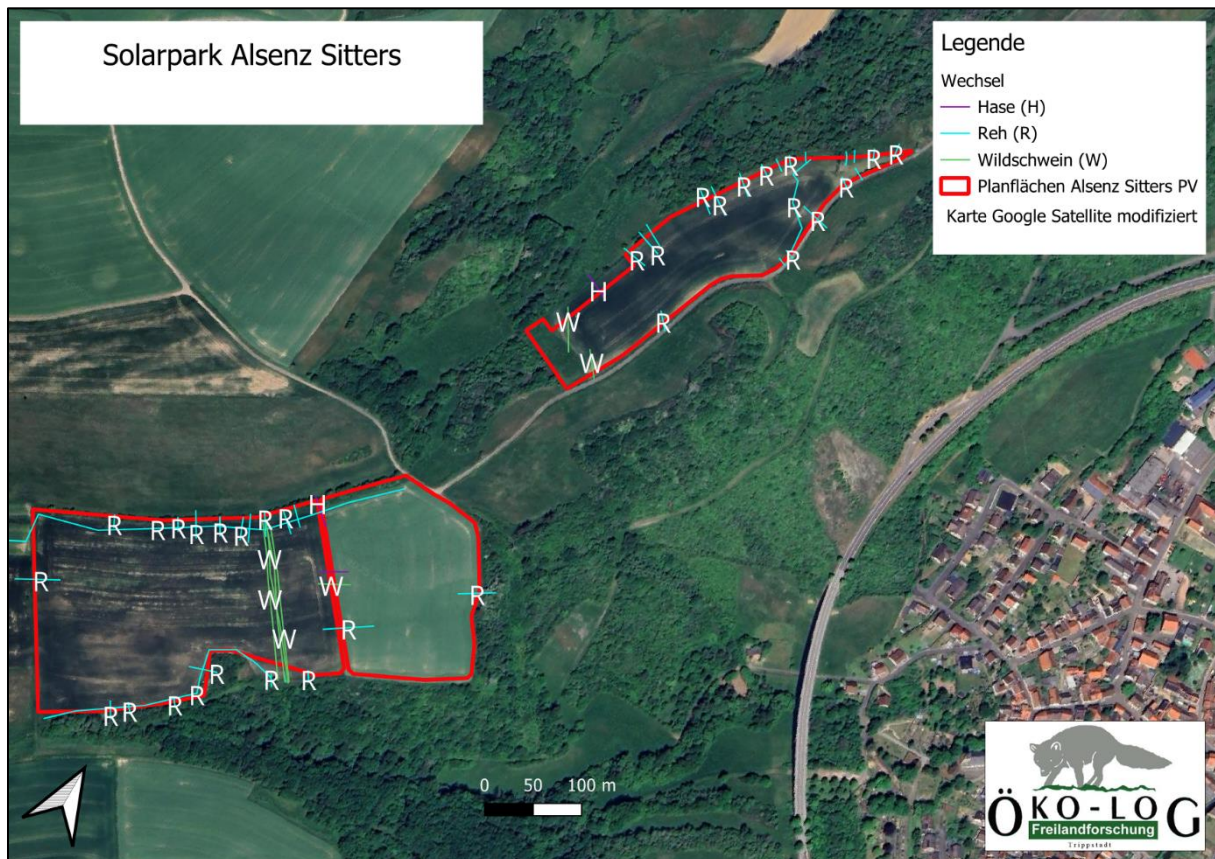 Solarpark Alsenz Sitters
Legende
Wechsel
Hase (H)
Reh (R)
Wildschwein (W)
Planflächen Alsenz Sitters PV
Karte Google Satellite modifiziert
R R
R
R
R
R R
R
R
R
R R
R
H
W
R
W
H
R R R R R R R R
W
R
W R
W
R
W
R
R R
R
R
R R
0 50 100 m
ÖKO-LOG
Freilandforschung
Trippstadt